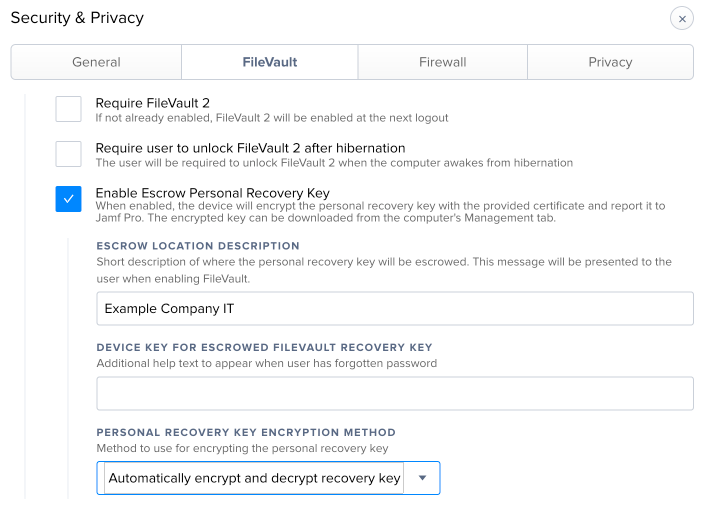 Security & Privacy
General
FileVault
Firewall
Privacy
Require FileVault 2
If not already enabled, FileVault 2 will be enabled at the next logout
Require user to unlock FileVault 2 after hibernation
The user will be required to unlock FileVault 2 when the computer awakes from hibernation
Enable Escrow Personal Recovery Key
When enabled, the device will encrypt the personal recovery key with the provided certificate and report it to
Jamf Pro. The encrypted key can be downloaded from the computer's Management tab.
ESCROW LOCATION DESCRIPTION
Short description of where the personal recovery key will be escrowed. This message will be presented to the
user when enabling FileVault.
Example Company IT
DEVICE KEY FOR ESCROWED FILEVAULT RECOVERY KEY
Additional help text to appear when user has forgotten password
PERSONAL RECOVERY KEY ENCRYPTION METHOD
Method to use for encrypting the personal recovery key
Automatically encrypt and decrypt recovery key